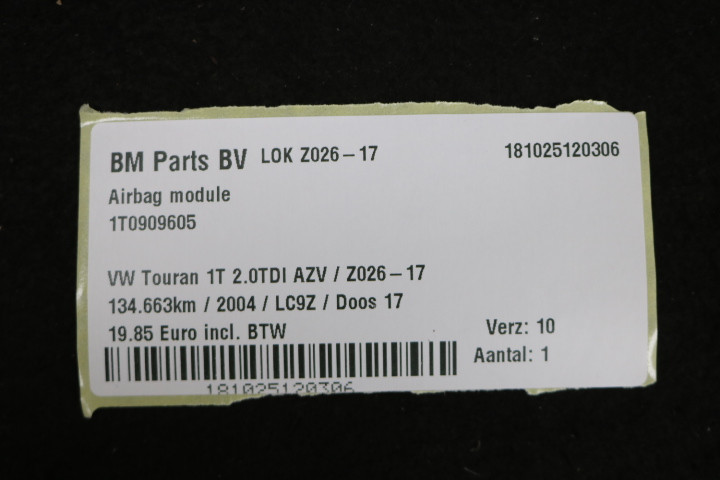 BM Parts BV LOK Z026-17 181025120306
Airbag module
1T0909605
VW Touran 1T 2.0TDI AZV / Z026-17
134.663km / 2004 / LC9Z / Doos 17
19.85 Euro incl. BTW Verz: 10
Aantal: 1
181025120306